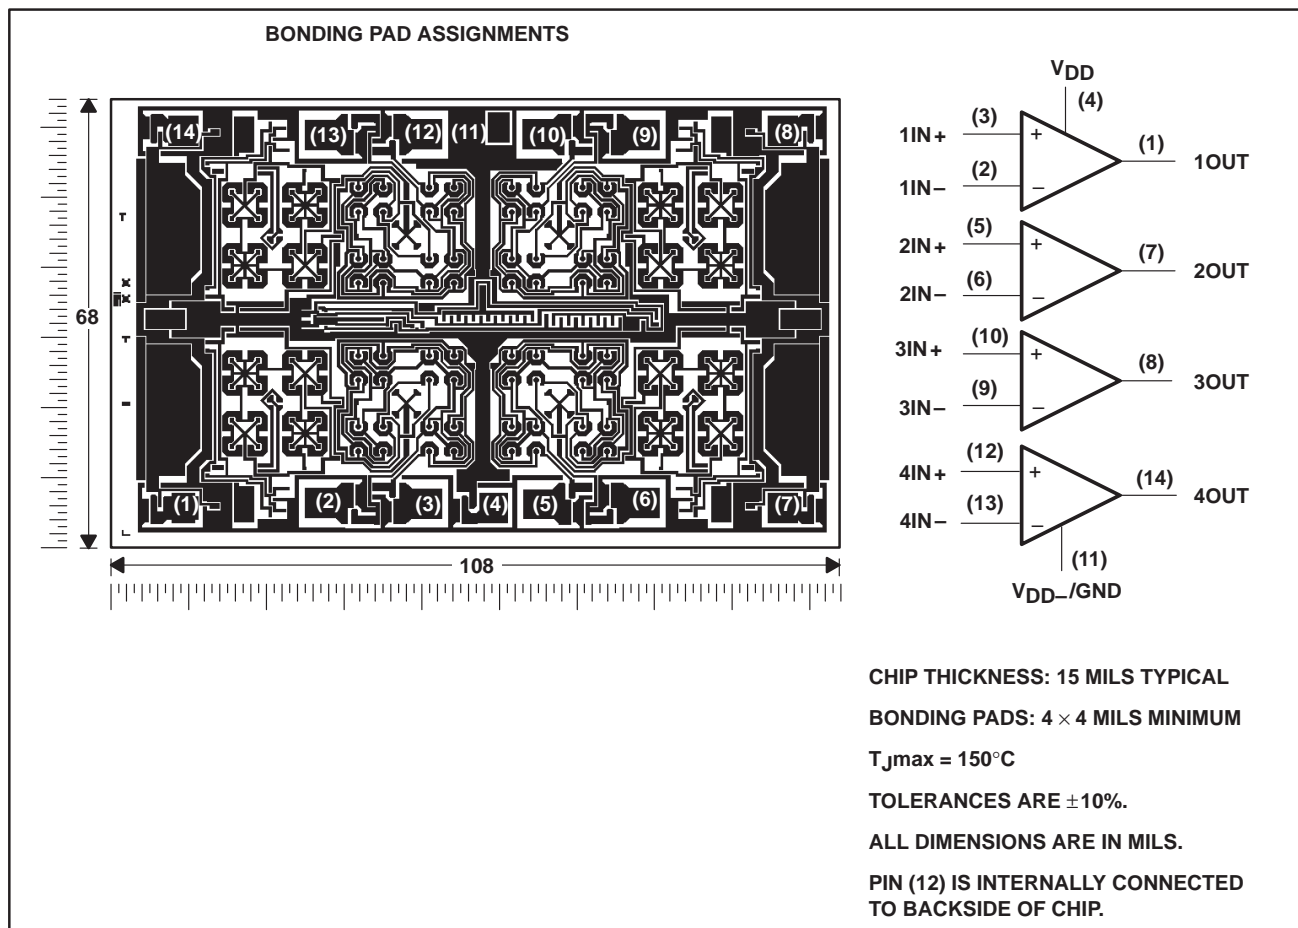 BONDING PAD ASSIGNMENTS
(14) (13) (12) (11) (10) (9) (8)
68
(1) (2) (3) (4) (5) (6) (7)
108
VDD
(4)
1IN+ (3) + (1) 1OUT
1IN− (2) −
2IN+ (5) + (7) 2OUT
2IN− (6) −
3IN+ (10) + (8) 3OUT
3IN− (9) −
4IN+ (12) + (14) 4OUT
4IN− (13) −
(11)
VDD−/GND
CHIP THICKNESS: 15 MILS TYPICAL
BONDING PADS: 4 × 4 MILS MINIMUM
TJmax = 150°C
TOLERANCES ARE ±10%.
ALL DIMENSIONS ARE IN MILS.
PIN (12) IS INTERNALLY CONNECTED
TO BACKSIDE OF CHIP.